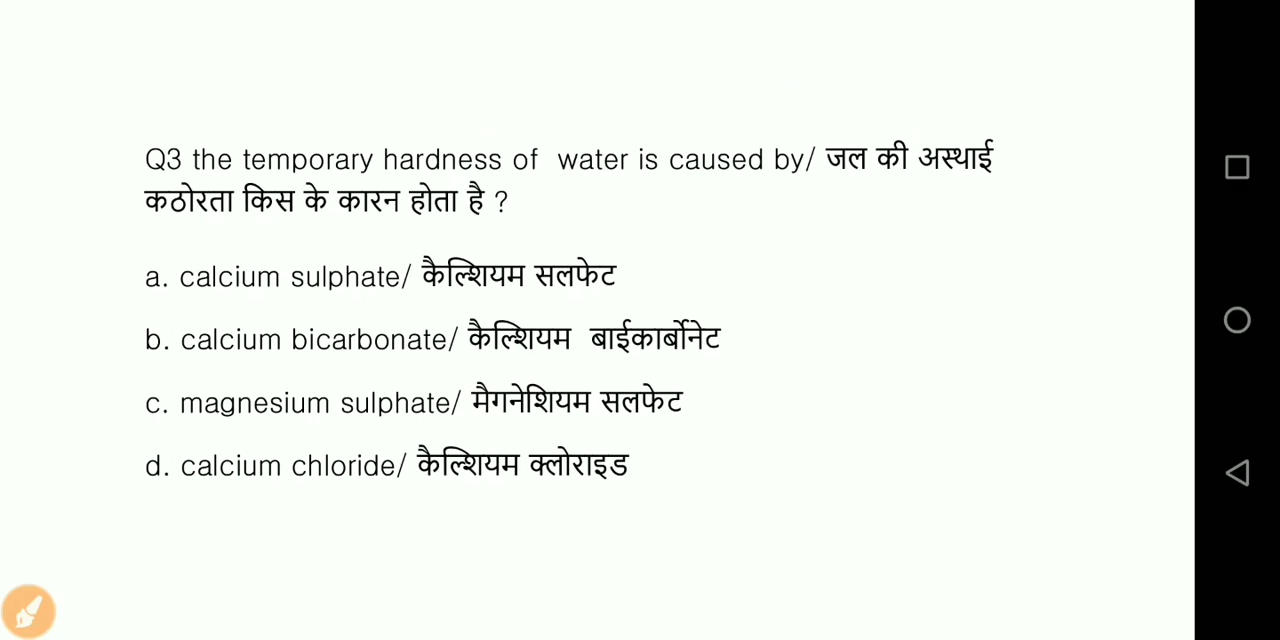 Q3 the temporary hardness of water is caused by/ जल की अस्थाई
कठोरता किस के कारन होता है ?
a. calcium sulphate/ कैल्शियम सलफेट
b. calcium bicarbonate/ कैल्शियम बाईकार्बोनेट
c. magnesium sulphate/ मैगनेशियम सलफेट
d. calcium chloride/ कैल्शियम क्लोराइड